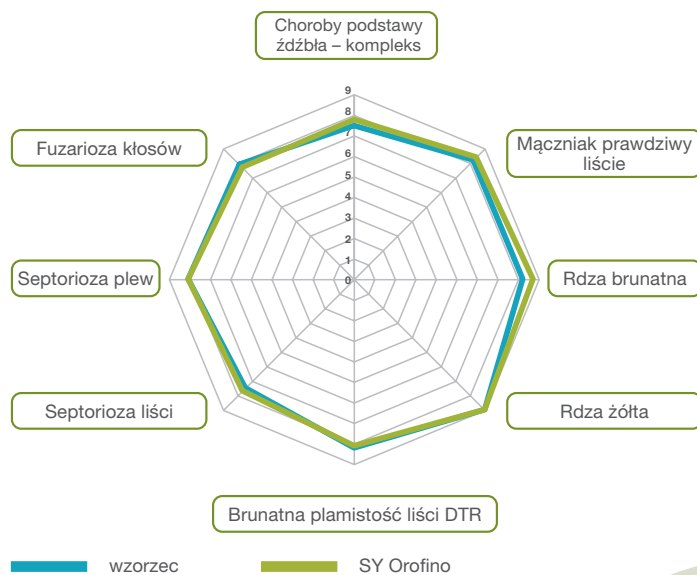 Choroby podstawy
źdźbła – kompleks
9
8
7
6
5
4
3
2
1
0
Fuzarioza kłosów
Mączniak prawdziwy
liście
Septorioza plew
Rdza brunatna
Septorioza liści
Rdza żółta
Brunatna plamistość liści DTR
wzorzec
SY Orofino